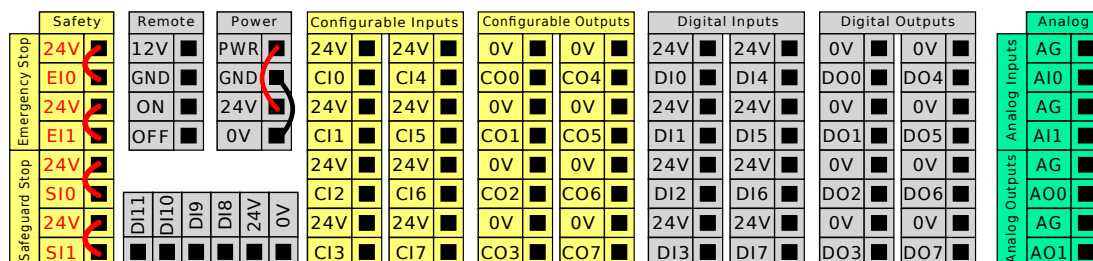 Safety
Emergency Stop
24V
EI0
24V
EI1
Safeguard Stop
24V
SI0
24V
SI1
Remote
12V
GND
ON
OFF
Power
PWR
GND
24V
0V
DI11
DI10
DI9
DI8
24V
0V
Configurable Inputs
24V 24V
CI0 CI4
24V 24V
CI1 CI5
24V 24V
CI2 CI6
24V 24V
CI3 CI7
Configurable Outputs
0V 0V
CO0 CO4
0V 0V
CO1 CO5
0V 0V
CO2 CO6
0V 0V
CO3 CO7
Digital Inputs
24V 24V
DI0 DI4
24V 24V
DI1 DI5
24V 24V
DI2 DI6
24V 24V
DI3 DI7
Digital Outputs
0V 0V
DO0 DO4
0V 0V
DO1 DO5
0V 0V
DO2 DO6
0V 0V
DO3 DO7
Analog
Analog Inputs
AG
AI0
AG
AI1
Analog Outputs
AG
AO0
AG
AO1